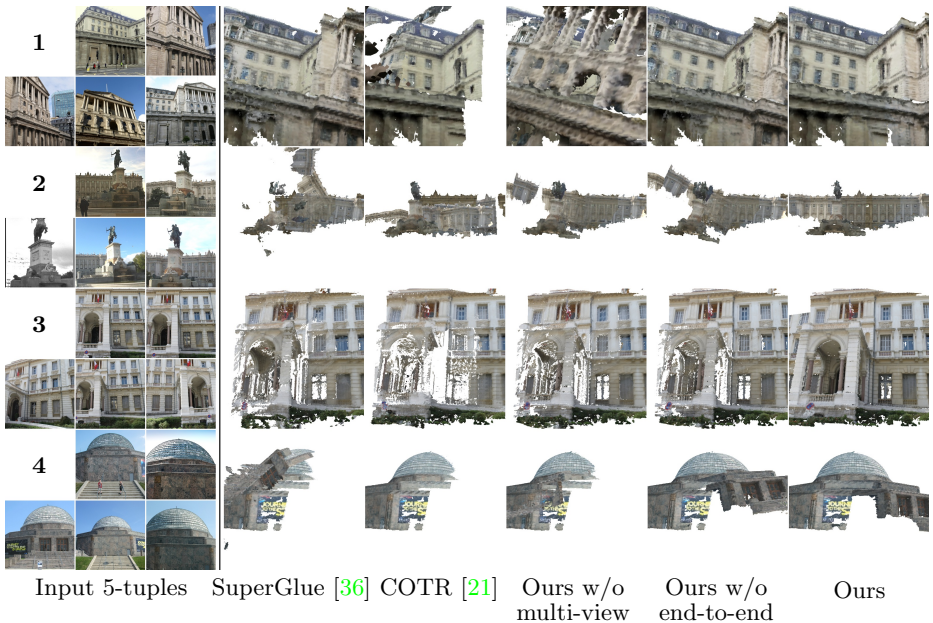 1
2
3
4
Input 5-tuples
SuperGlue [36]
COTR [21]
Ours w/o
multi-view
Ours w/o
end-to-end
Ours